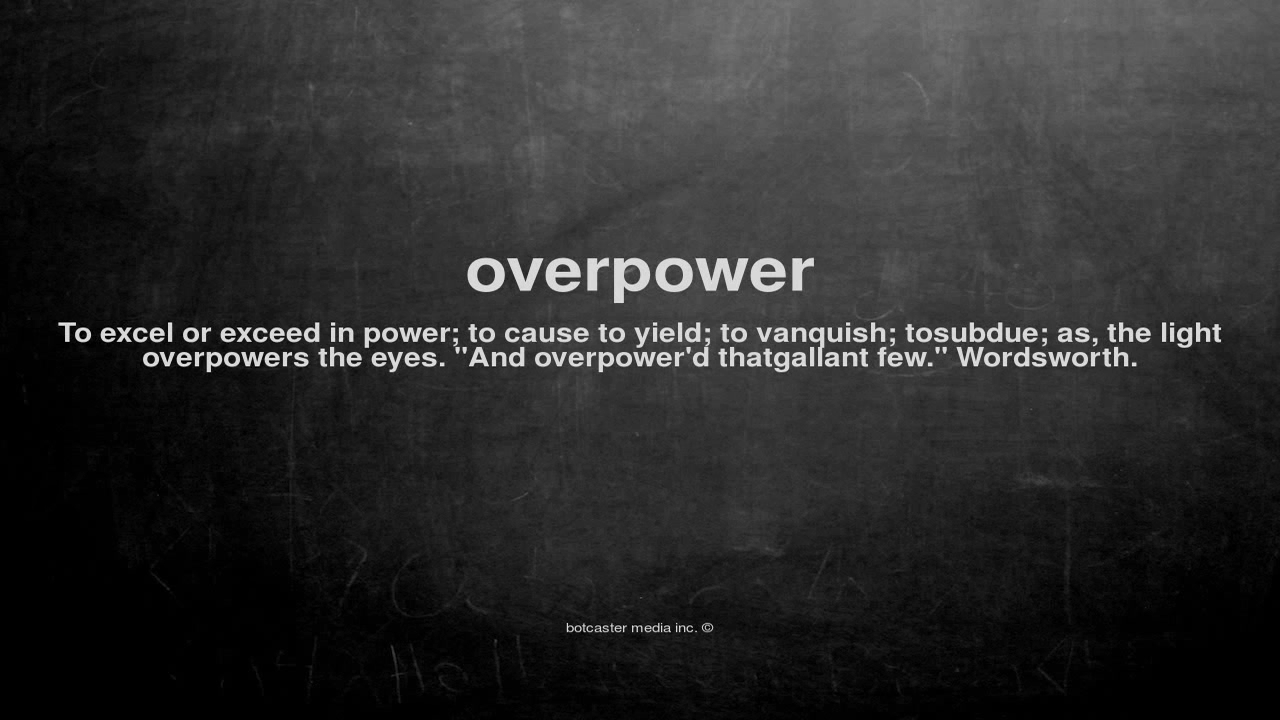 overpower
To excel or exceed in power; to cause to yield; to vanquish; tosubdue; as, the light
overpowers the eyes. "And overpower'd thatgallant few." Wordsworth.
botcaster media inc. ©